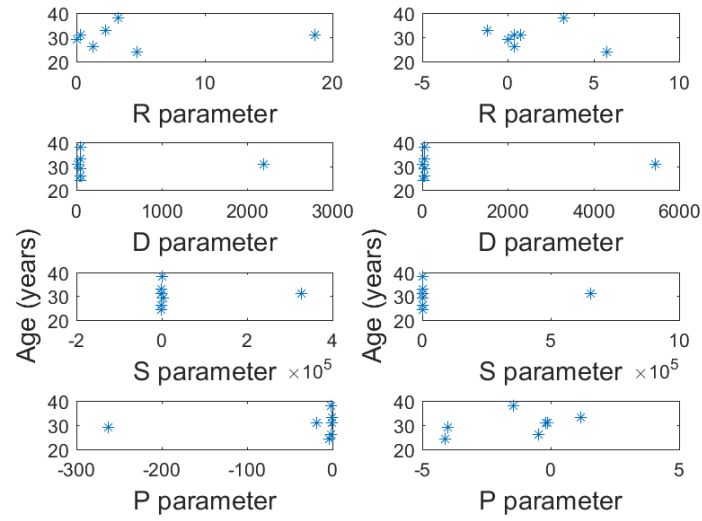 40
30
20
0 10 20
R parameter
40
30
20
-5 0 5 10
R parameter
40
30
20
0 1000 2000 3000
D parameter
40
30
20
0 2000 4000 6000
D parameter
Age (years)
40
30
20
-2 0 2 4
S parameter ×10^5
Age (years)
40
30
20
0 5 10
S parameter ×10^5
40
30
20
-300 -200 -100 0
P parameter
40
30
20
-5 0 5
P parameter